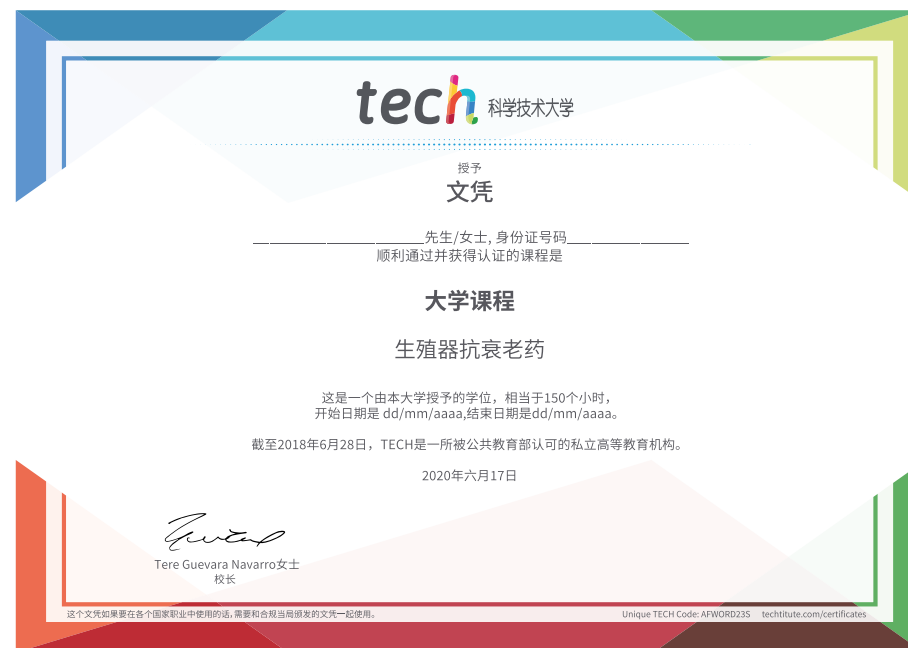 tech 科学技术大学
授予
文凭
____________________先生/女士, 身份证号码______________
顺利通过并获得认证的课程是
大学课程
生殖器抗衰老药
这是一个由本大学授予的学位，相当于150个小时，
开始日期是 dd/mm/aaaa,结束日期是dd/mm/aaaa。
截至2018年6月28日，TECH是一所被公共教育部认可的私立高等教育机构。
2020年六月17日
Tere Guevara Navarro女士
校长
这个文凭如果要在各个国家职业中使用的话,需要和合规当局颁发的文凭一起使用。
Unique TECH Code: AFWORD23S techtitute.com/certificates